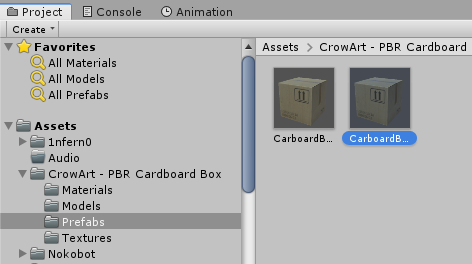 Project Console Animation
Create
Favorites
All Materials
All Models
All Prefabs
Assets
1nfern0
Audio
CrowArt - PBR Cardboard Box
Materials
Models
Prefabs
Textures
Nokobot
Assets CrowArt - PBR Cardboard
CarboardB... CarboardB...